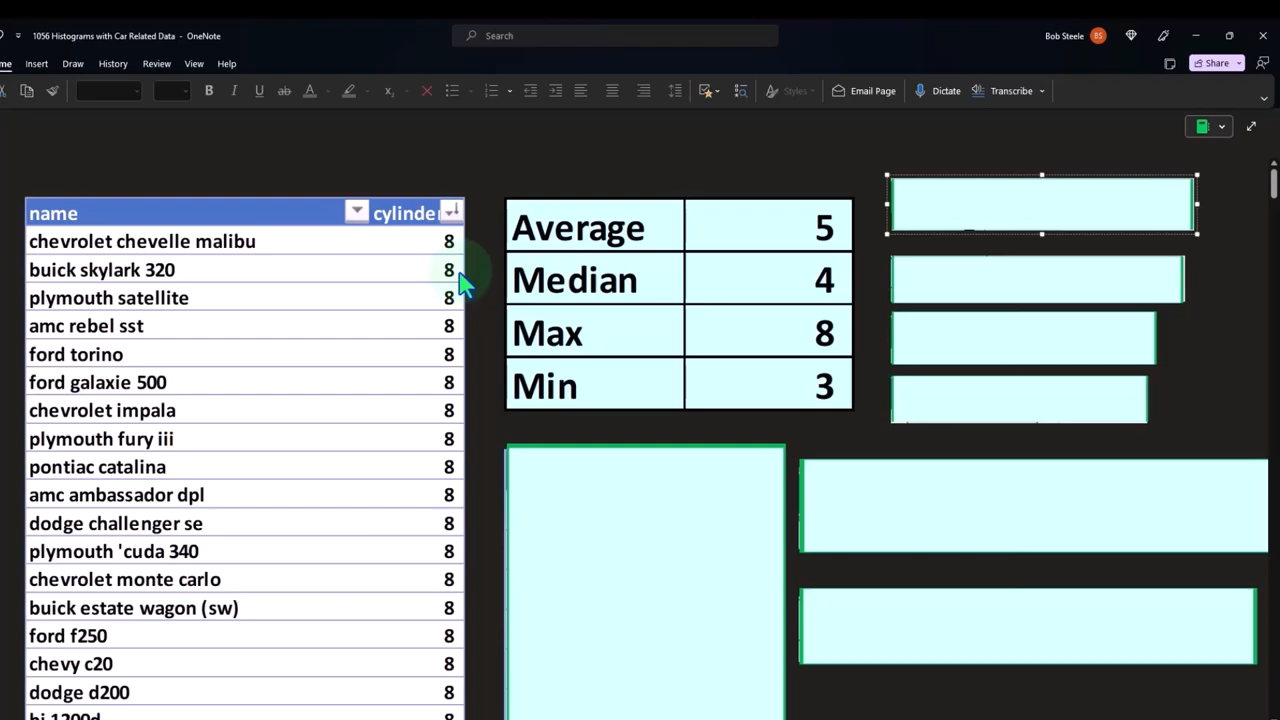 1056 Histograms with Car Related Data - OneNote
Search
Bob Steele
BS
Insert
Draw
History
Review
View
Help
Share
B I U ab A
Styles
Email Page
Dictate
Transcribe
name
chevrolet chevelle malibu 8
buick skylark 320 8
plymouth satellite 8
amc rebel sst 8
ford torino 8
ford galaxie 500 8
chevrolet impala 8
plymouth fury iii 8
pontiac catalina 8
amc ambassador dpl 8
dodge challenger se 8
plymouth 'cuda 340 8
chevrolet monte carlo 8
buick estate wagon (sw) 8
ford f250 8
chevy c20 8
dodge d200 8
Average 5
Median 4
Max 8
Min 3